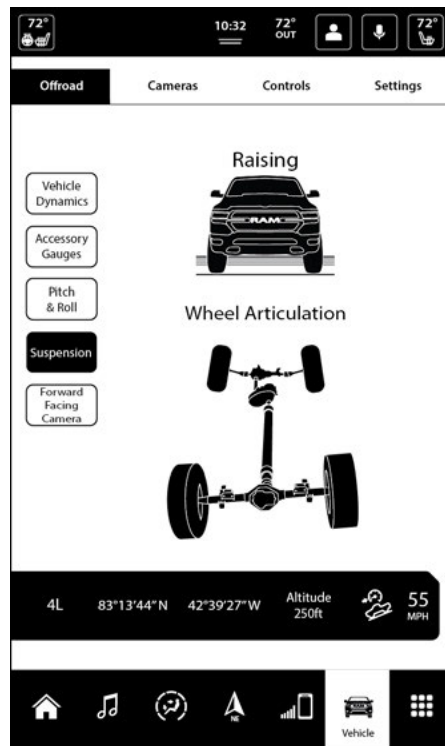 72°
10:32
72°
OUT
72°
Offroad
Cameras
Controls
Settings
Raising
RAM
Vehicle
Dynamics
Accessory
Gauges
Pitch
& Roll
Suspension
Forward
Facing
Camera
Wheel Articulation
4L
83°13'44"N
42°39'27"W
Altitude
250ft
55
MPH
NE
Vehicle